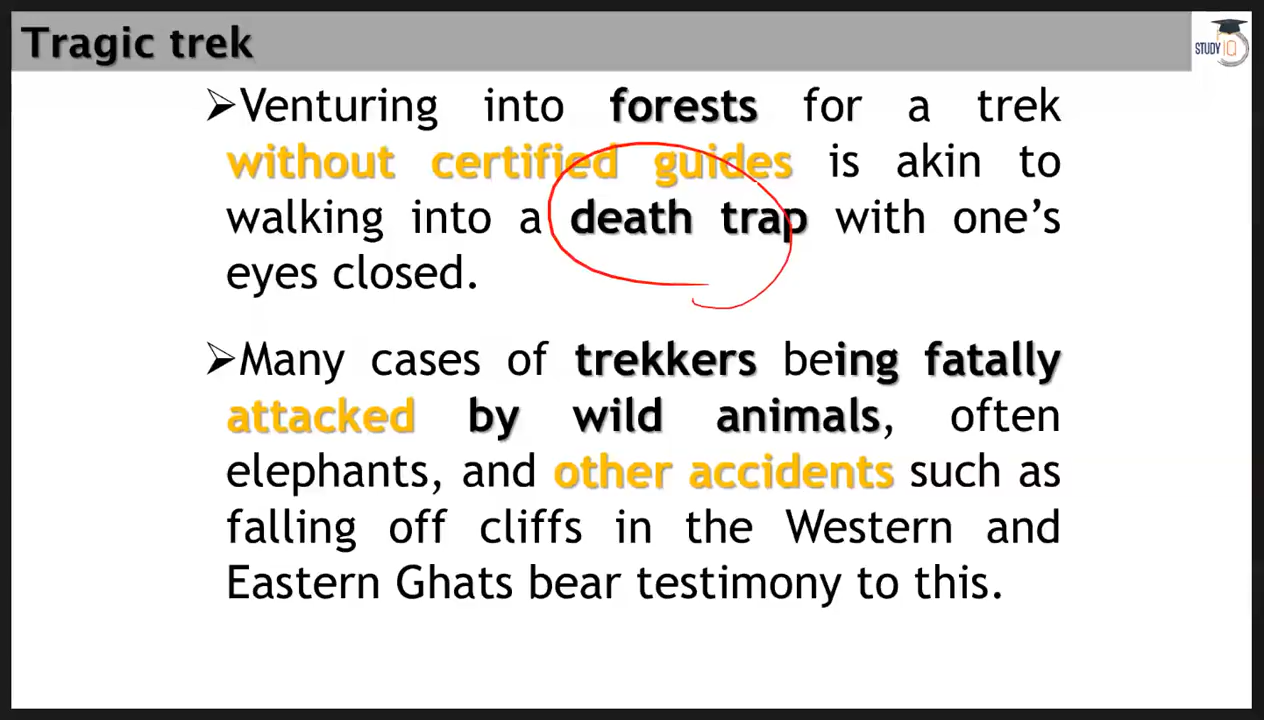 Tragic trek
STUDY IQ
➢Venturing into forests for a trek
without certified guides is akin to
walking into a death trap with one’s
eyes closed.
➢Many cases of trekkers being fatally
attacked by wild animals, often
elephants, and other accidents such as
falling off cliffs in the Western and
Eastern Ghats bear testimony to this.